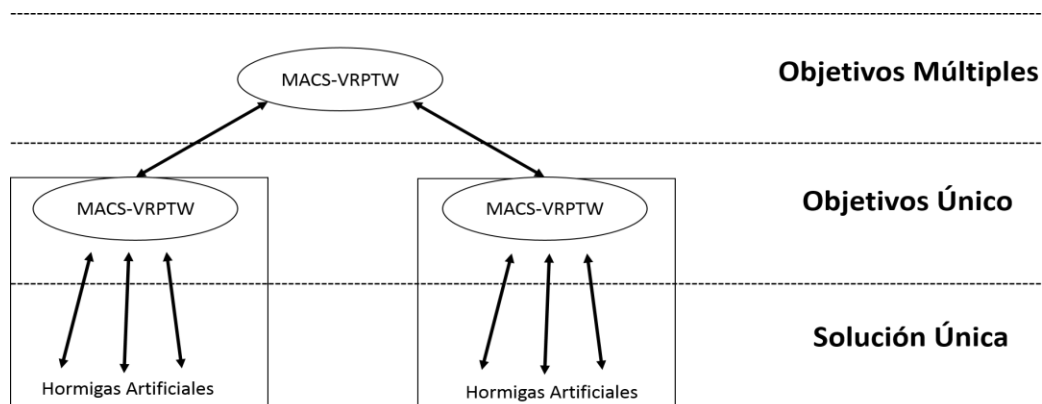 MACS-VRPTW
Objetivos Múltiples
MACS-VRPTW
MACS-VRPTW
Objetivos Único
Solución Única
Hormigas Artificiales
Hormigas Artificiales